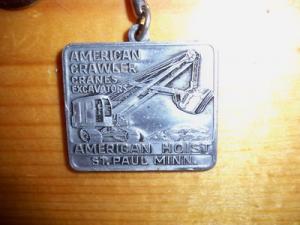 AMERICAN
CRAWLER
CRANES
EXCAVATORS
AMERICAN HOIST
ST. PAUL MINN.